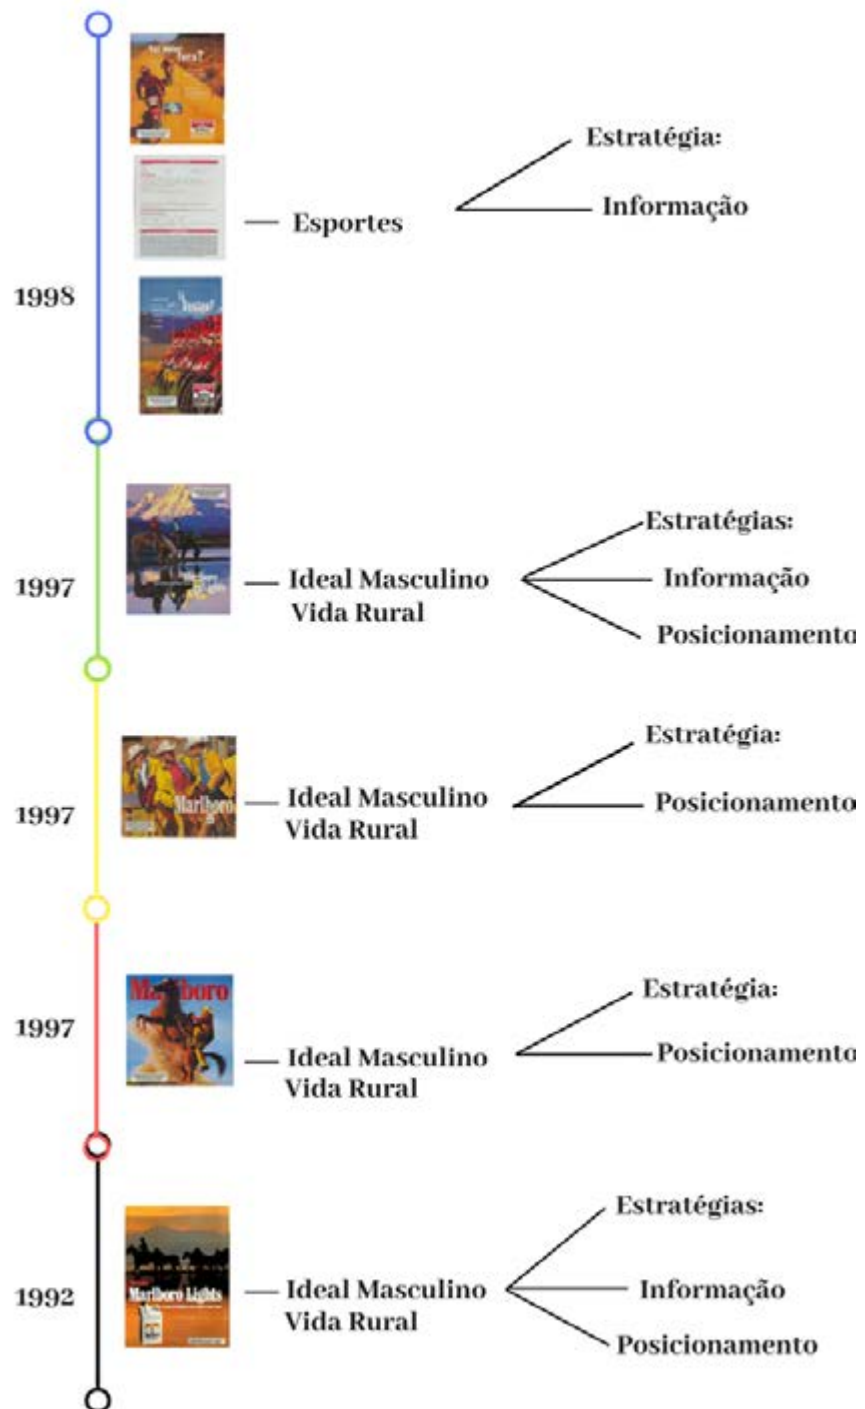 Estratégia:
Informação
Esportes
1998
Estratégias:
Informação
Posicionamento
Ideal Masculino
Vida Rural
1997
Estratégia:
Posicionamento
Marlboro
Ideal Masculino
Vida Rural
1997
Marlboro
Estratégia:
Posicionamento
Ideal Masculino
Vida Rural
1997
Estratégias:
Informação
Posicionamento
Marlboro Lights
Ideal Masculino
Vida Rural
1992